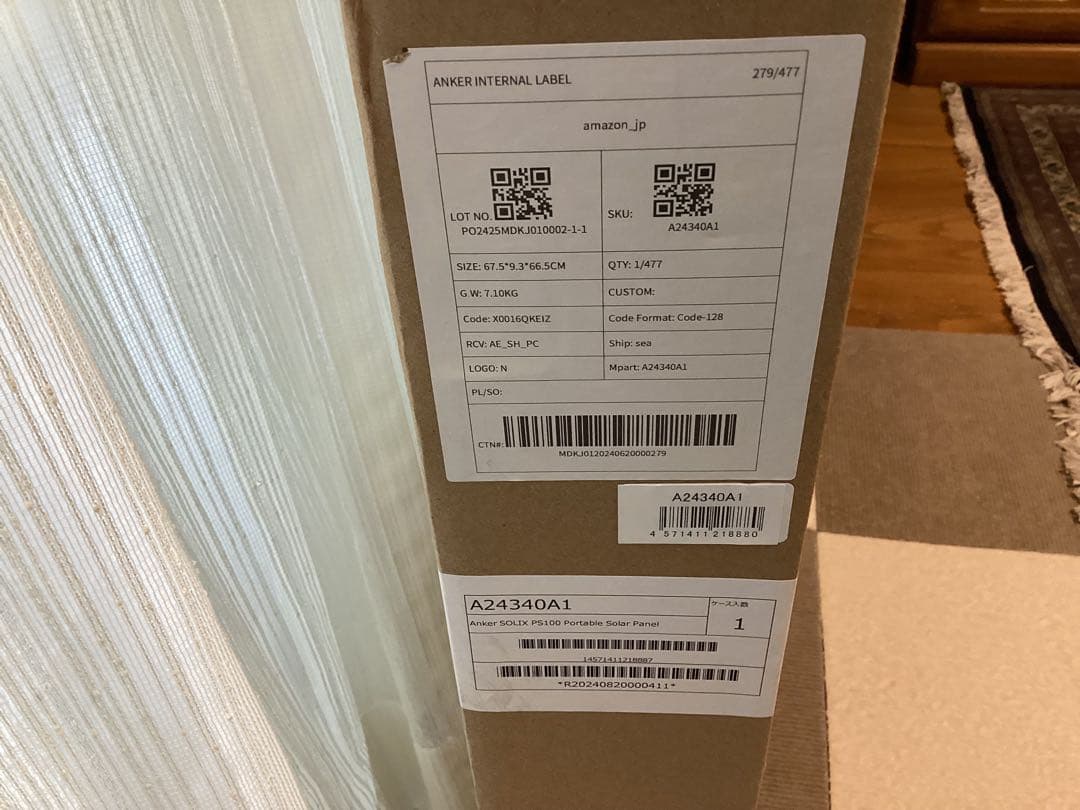 ANKER INTERNAL LABEL 279/477
amazon_jp
LOT NO. PO2425MDKJ010002-1-1
SKU: A24340A1
SIZE: 67.5*9.3*66.5CM QTY: 1/477
G.W: 7.10KG CUSTOM:
Code: X0016QKEIZ Code Format: Code-128
RCV: AE_SH_PC Ship: sea
LOGO: N Mpart: A24340A1
PL/SO:
CTN#:
MDKJ0120240620000279
A24340A1
4 571411 218880
A24340A1 ケース入数
Anker SOLIX PS100 Portable Solar Panel 1
14571411218887
*R20240820000411*